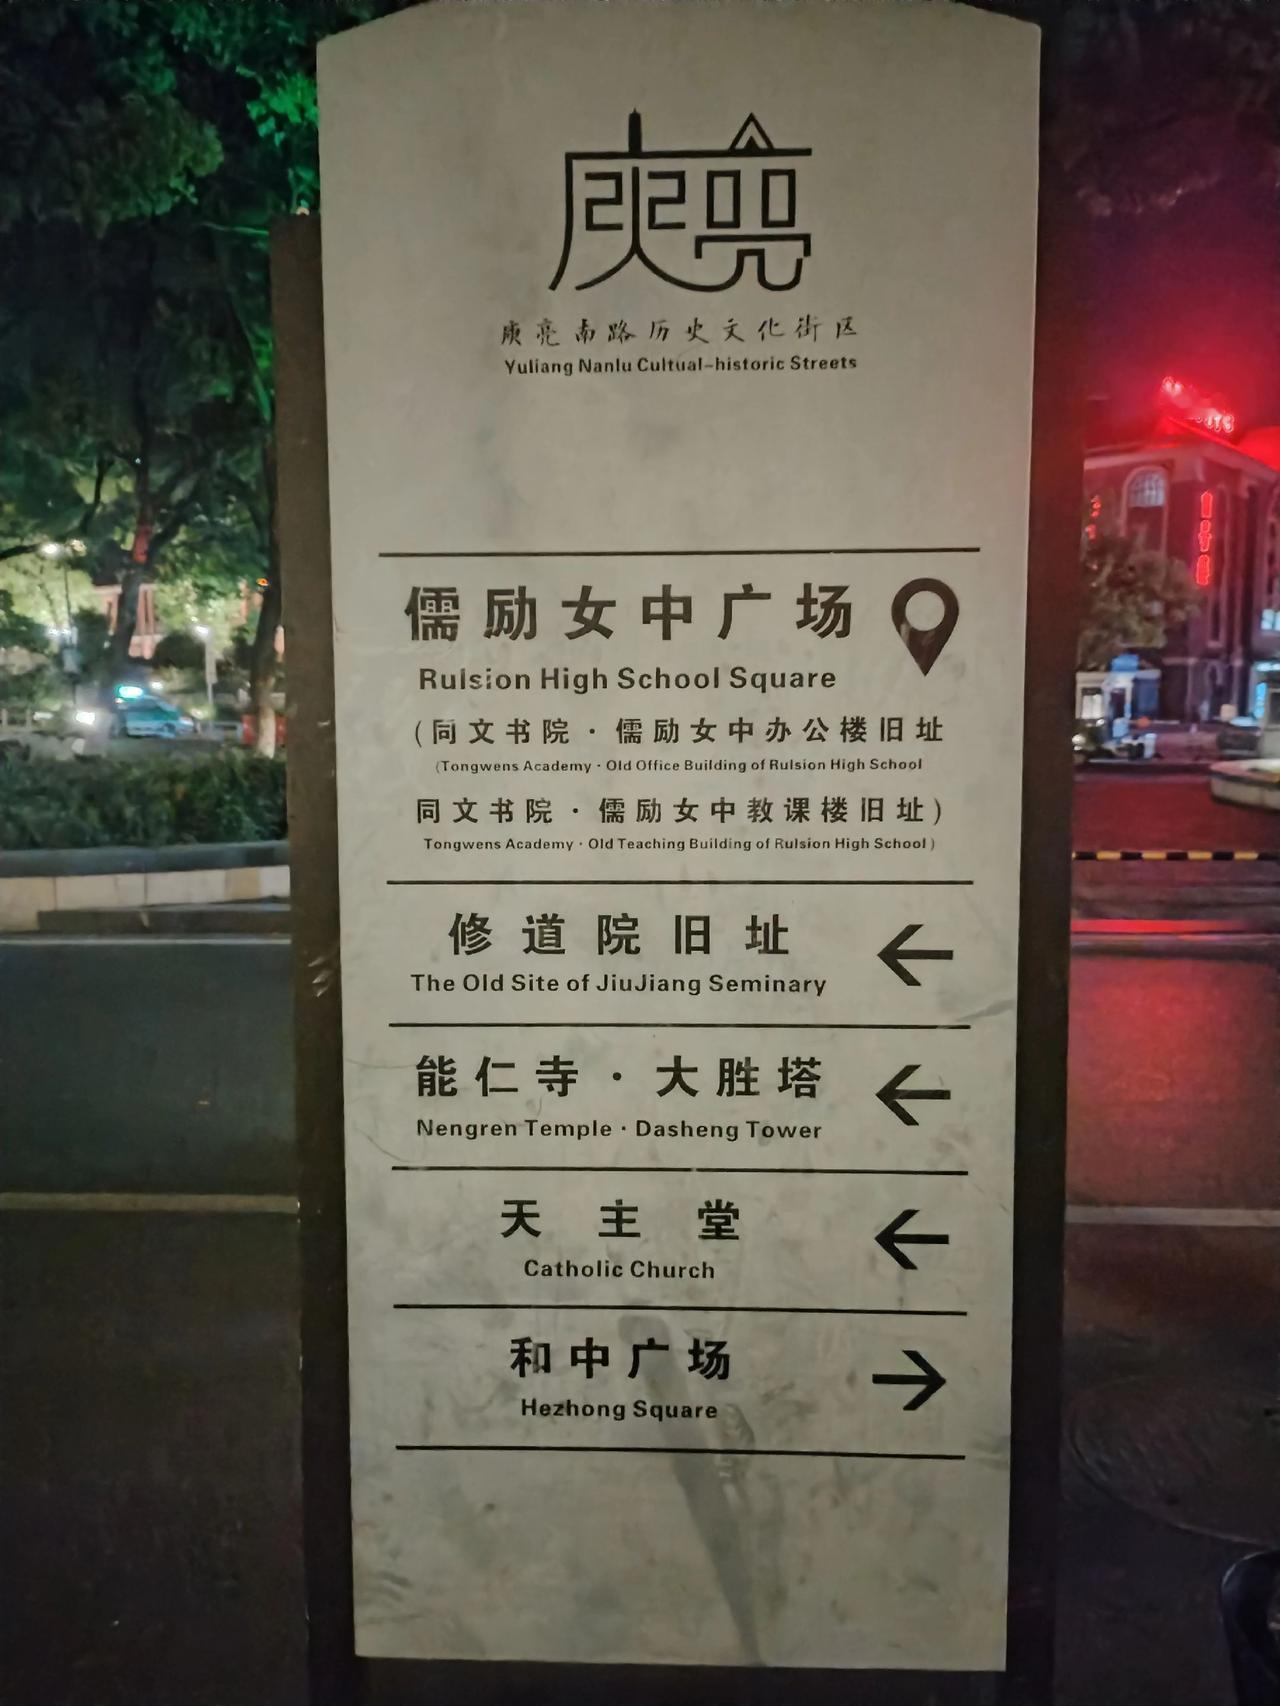 庾亮
庾亮南路历史文化街区
Yuliang Nanlu Cultual-historic Streets
儒励女中广场
Rulsion High School Square
(同文书院·儒励女中办公楼旧址
(Tongwens Academy·Old Office Building of Rulsion High School
同文书院·儒励女中教课楼旧址)
Tongwens Academy·Old Teaching Building of Rulsion High School)
修道院旧址
The Old Site of JiuJiang Seminary
能仁寺·大胜塔
Nengren Temple·Dasheng Tower
天主堂
Catholic Church
和中广场
Hezhong Square